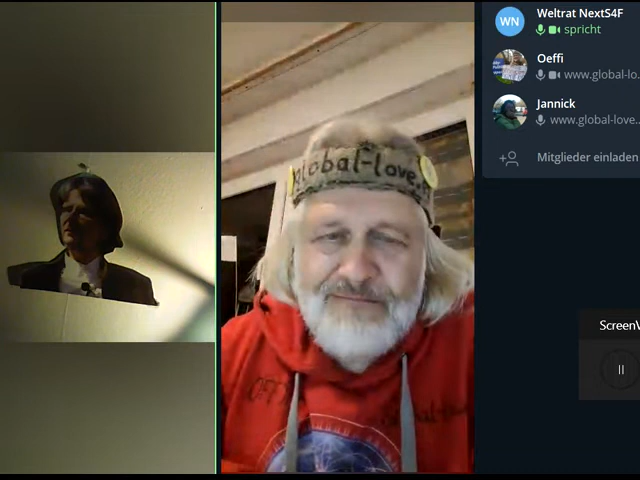 WN
Weltrat NextS4F
spricht
Oeffi
www.global-lo...
Jannick
www.global-love...
Mitglieder einladen
global-love.
ScreenV